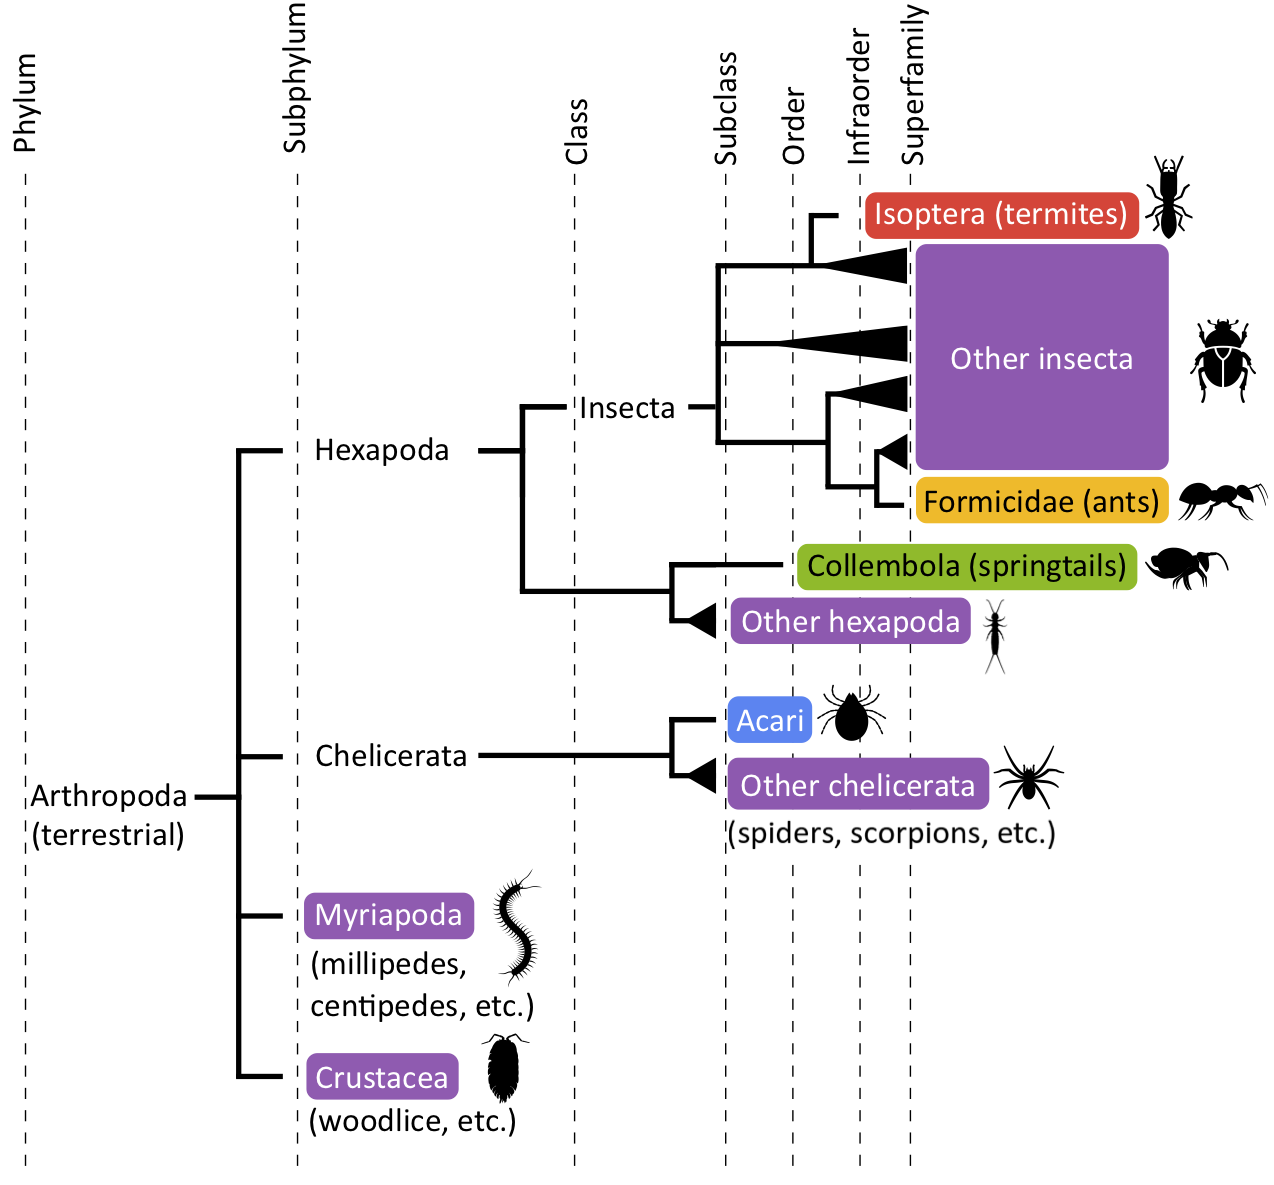 Phylum
Subphylum
Class
Subclass
Order
Infraorder
Superfamily
Isoptera (termites)
Other insecta
Insecta
Hexapoda
Formicidae (ants)
Collembola (springtails)
Other hexapoda
Acari
Chelicerata
Other chelicerata
(spiders, scorpions, etc.)
Arthropoda
(terrestrial)
Myriapoda
(millipedes,
centipedes, etc.)
Crustacea
(woodlice, etc.)